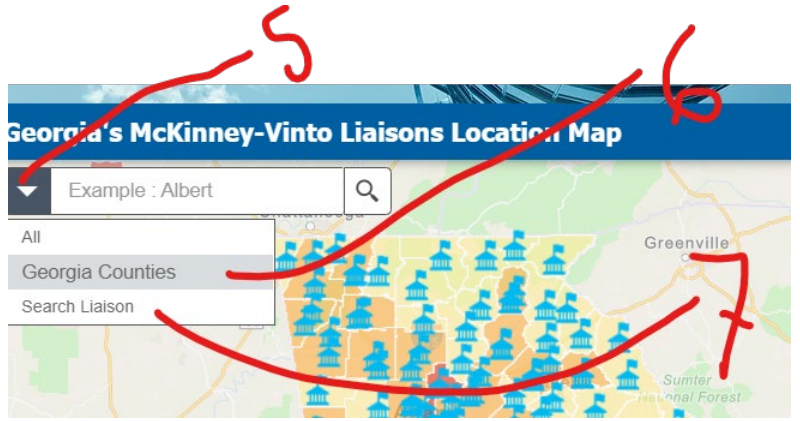 5
6
Georgia's McKinney-Vinto Liaisons Location Map
Example : Albert
All
Georgia Counties
Greenville
Search Liaison
7
Sumter
National Forest